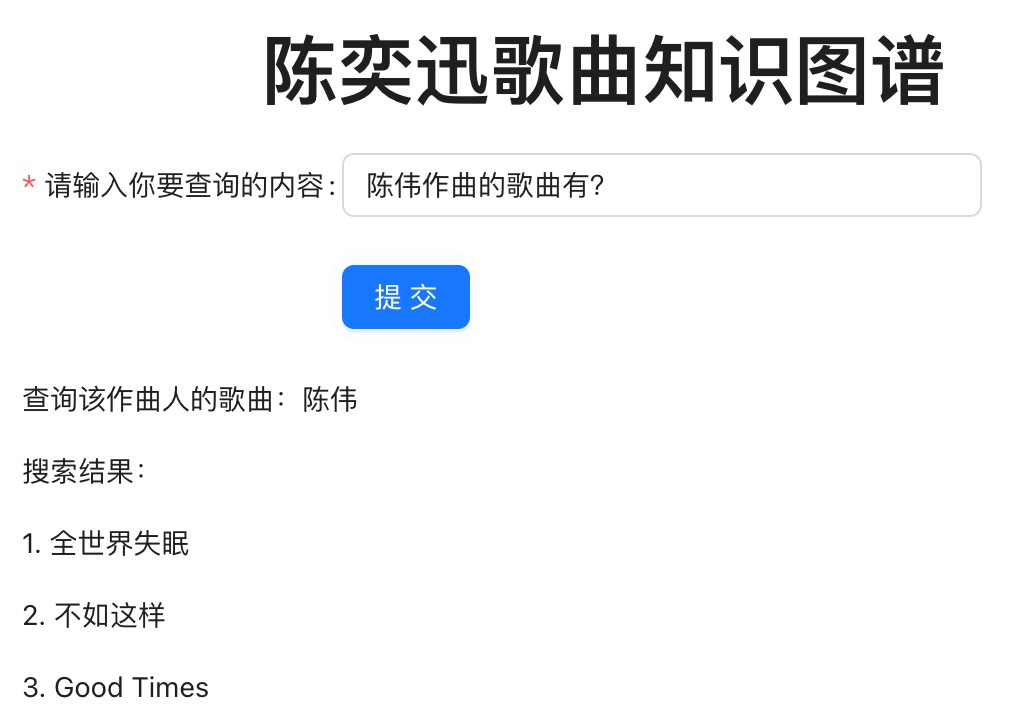 陈奕迅歌曲知识图谱
* 请输入你要查询的内容: 陈伟作曲的歌曲有?
提 交
查询该作曲人的歌曲：陈伟
搜索结果：
1. 全世界失眠
2. 不如这样
3. Good Times